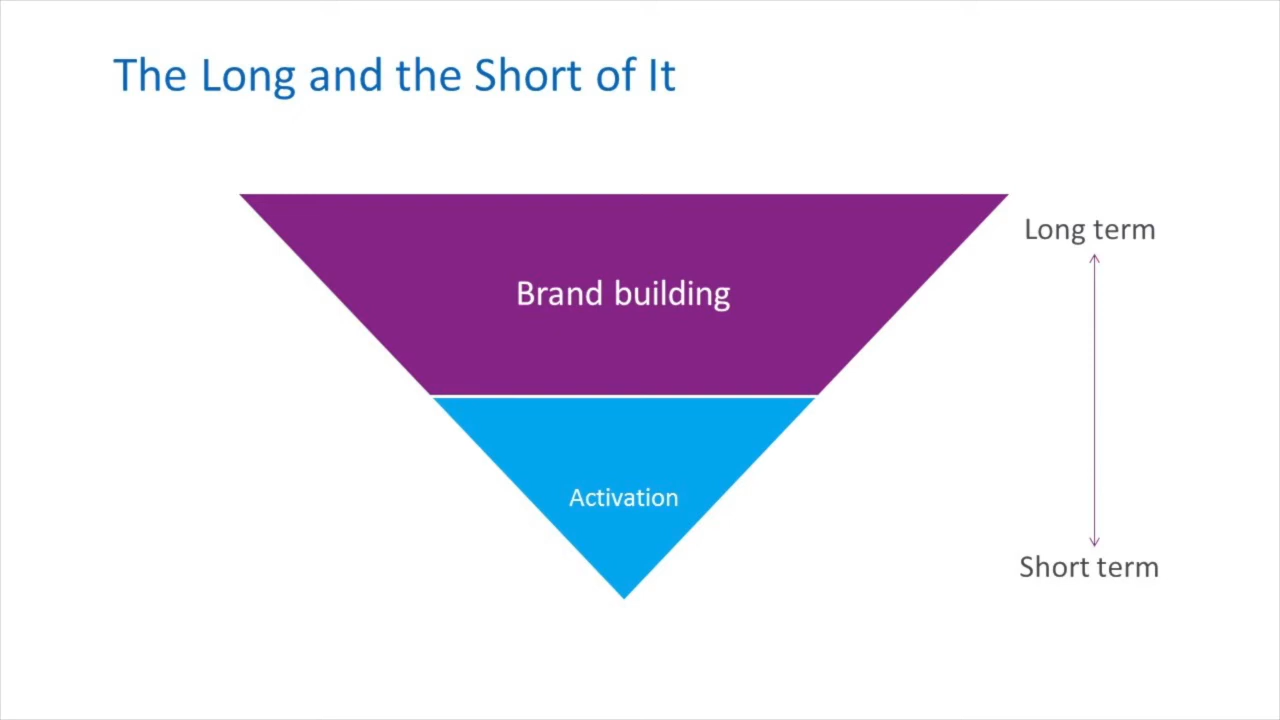 The Long and the Short of It
Long term
Brand building
Activation
Short term